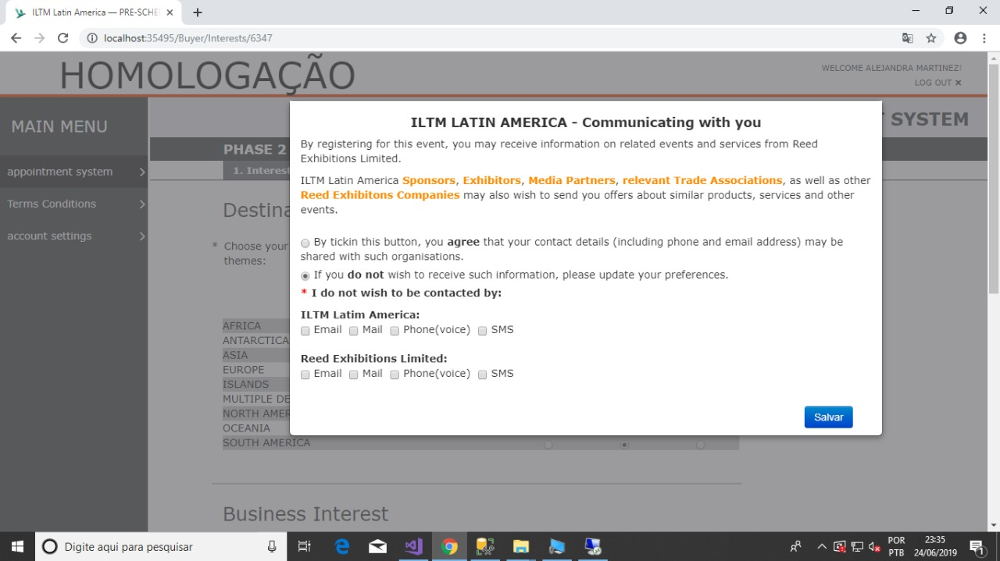 ILTM Latin America — PRE-SCHE
localhost:35495/Buyer/Interests/6347
HOMOLOGAÇÃO
WELCOME ALEJANDRA MARTINEZ!
LOG OUT ×
MAIN MENU
appointment system
Terms Conditions
account settings
T SYSTEM
PHASE 2
1. Interest
Destina
* Choose your
themes:
AFRICA
ANTARCTICA
ASIA
EUROPE
ISLANDS
MULTIPLE DE
NORTH AMER
OCEANIA
SOUTH AMERICA
Business Interest
ILTM LATIN AMERICA - Communicating with you
By registering for this event, you may receive information on related events and services from Reed
Exhibitions Limited.
ILTM Latin America Sponsors, Exhibitors, Media Partners, relevant Trade Associations, as well as other
Reed Exhibitons Companies may also wish to send you offers about similar products, services and other
events.
By tickin this button, you agree that your contact details (including phone and email address) may be
shared with such organisations.
If you do not wish to receive such information, please update your preferences.
* I do not wish to be contacted by:
ILTM Latim America:
Email Mail Phone(voice) SMS
Reed Exhibitions Limited:
Email Mail Phone(voice) SMS
Salvar
Digite aqui para pesquisar
POR
PTB
23:35
24/06/2019
1